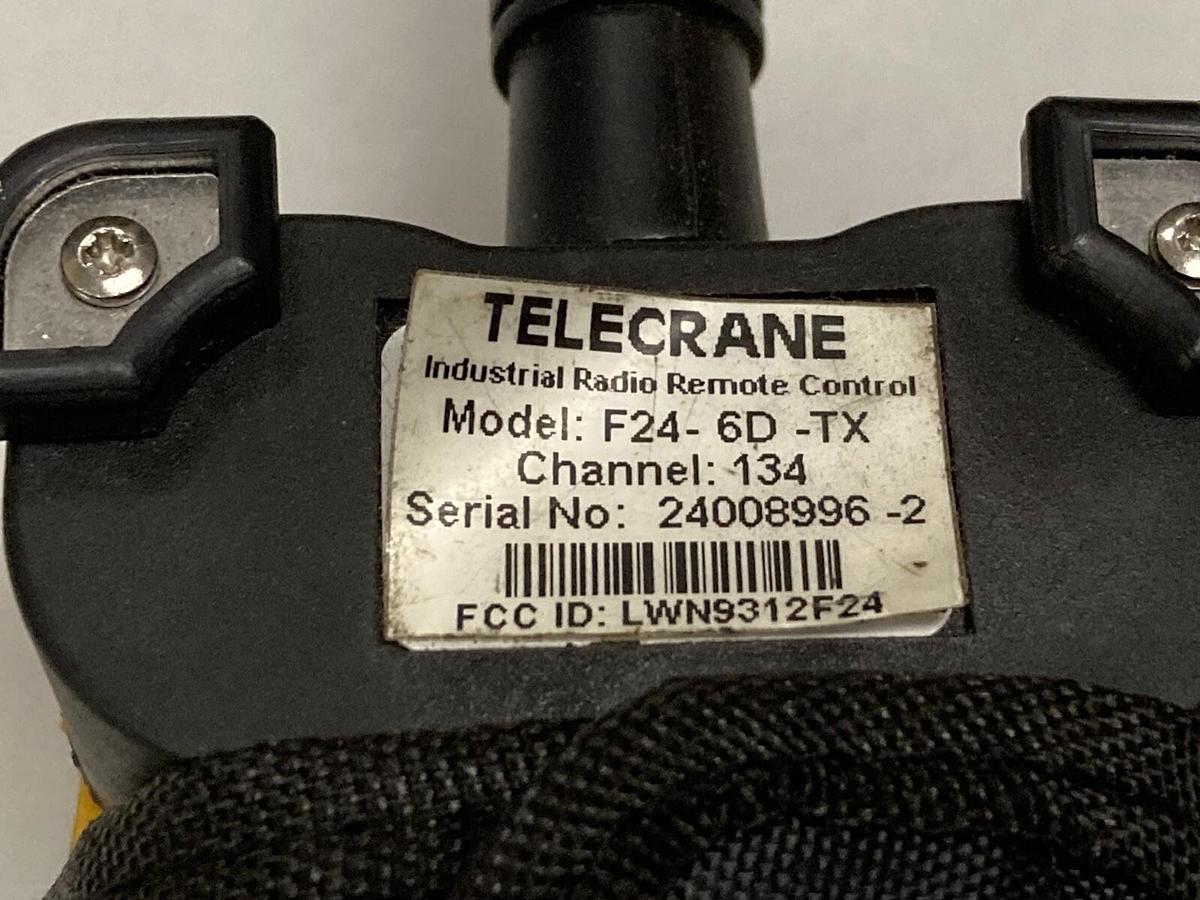 TELECRANE
Industrial Radio Remote Control
Model: F24- 6D -TX
Channel: 134
Serial No: 24008996 -2
FCC ID: LWN9312F24